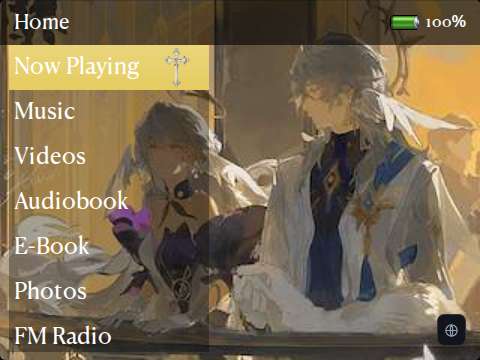 Home
100%
Now Playing
Music
Videos
Audiobook
E-Book
Photos
FM Radio